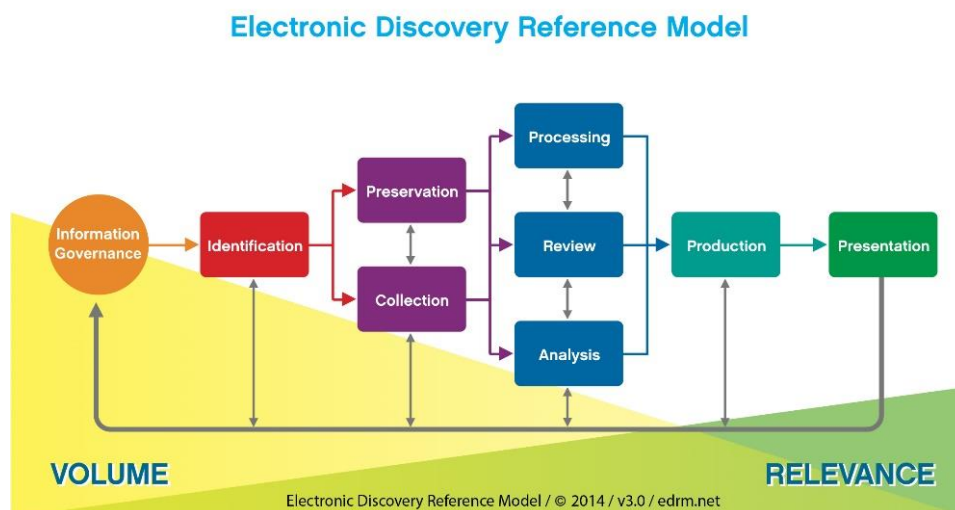 Electronic Discovery Reference Model
Processing
Preservation
Information
Governance
Identification
Review
Production
Presentation
Collection
Analysis
VOLUME
RELEVANCE
Electronic Discovery Reference Model / © 2014 / v3.0 / edrm.net